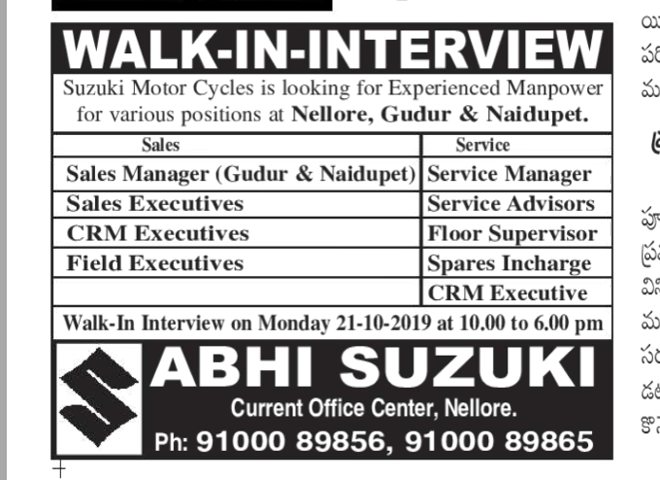 WALK-IN-INTERVIEW
Suzuki Motor Cycles is looking for Experienced Manpower
for various positions at Nellore, Gudur & Naidupet.
Sales Service
Sales Manager (Gudur & Naidupet) Service Manager
Sales Executives Service Advisors
CRM Executives Floor Supervisor
Field Executives Spares Incharge
CRM Executive
Walk-In Interview on Monday 21-10-2019 at 10.00 to 6.00 pm
ABHI SUZUKI
Current Office Center, Nellore.
Ph: 91000 89856, 91000 89865